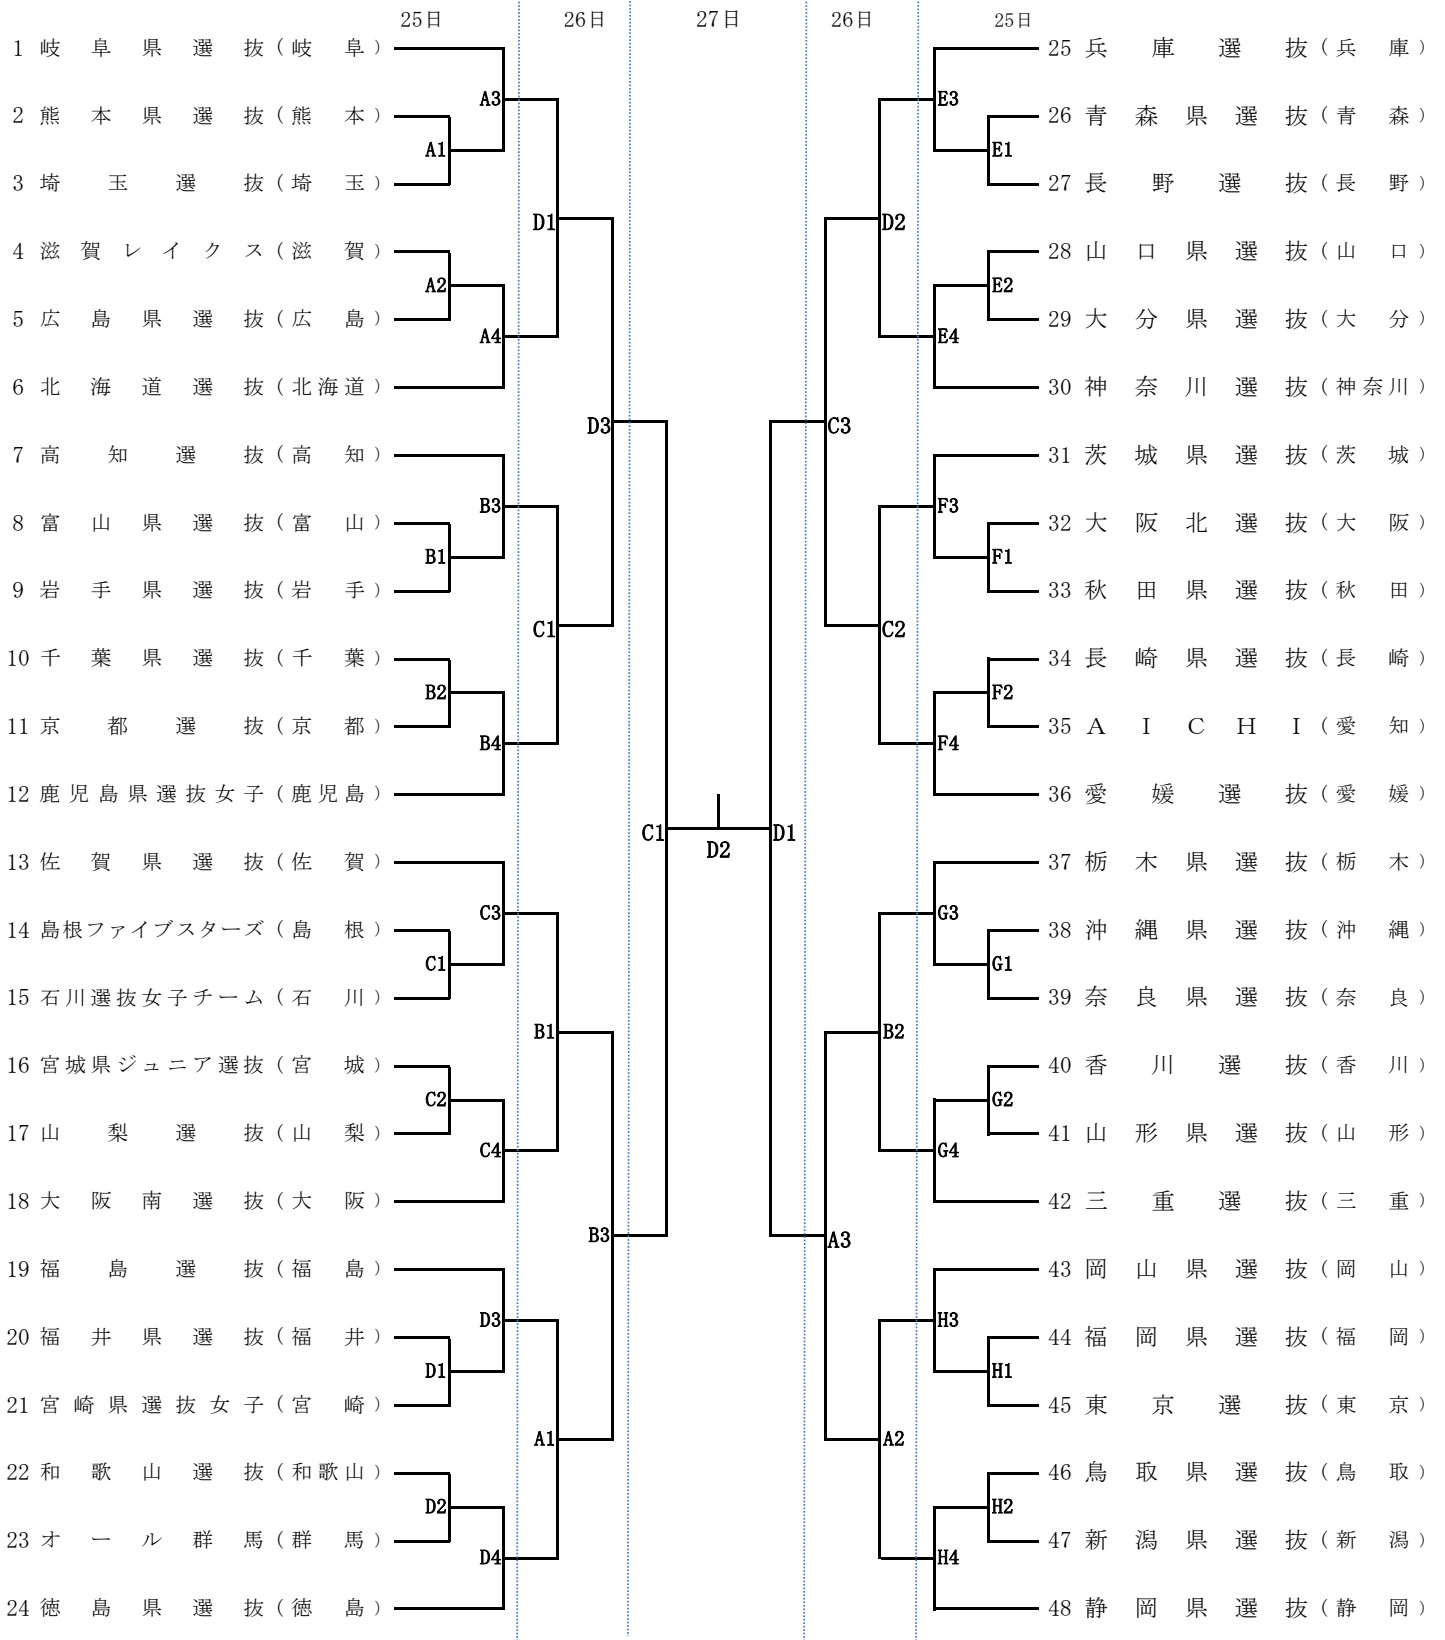 25日 26日 27日 26日 25日
1 岐阜県選抜（岐阜）
A3
2 熊本県選抜（熊本）
A1
3 埼玉選抜（埼玉）
D1
4 滋賀レイクス（滋賀）
A2
5 広島県選抜（広島）
A4
6 北海道選抜（北海道）
D3
7 高知選抜（高知）
B3
8 富山県選抜（富山）
B1
9 岩手県選抜（岩手）
C1
10 千葉県選抜（千葉）
B2
11 京都選抜（京都）
B4
12 鹿児島県選抜女子（鹿児島）
C1
13 佐賀県選抜（佐賀）
C3
14 島根ファイブスターズ（島根）
C1
15 石川選抜女子チーム（石川）
B1
16 宮城県ジュニア選抜（宮城）
C2
17 山梨選抜（山梨）
C4
18 大阪南選抜（大阪）
B3
19 福島選抜（福島）
D3
20 福井県選抜（福井）
D1
21 宮崎県選抜女子（宮崎）
A1
22 和歌山選抜（和歌山）
D2
23 オール群馬（群馬）
D4
24 徳島県選抜（徳島）
D2
25 兵庫選抜（兵庫）
E3
26 青森県選抜（青森）
E1
27 長野選抜（長野）
D2
28 山口県選抜（山口）
E2
29 大分県選抜（大分）
E4
30 神奈川選抜（神奈川）
C3
31 茨城県選抜（茨城）
F3
32 大阪北選抜（大阪）
F1
33 秋田県選抜（秋田）
C2
34 長崎県選抜（長崎）
F2
35 AICHI（愛知）
F4
36 愛媛選抜（愛媛）
D1
37 栃木県選抜（栃木）
G3
38 沖縄県選抜（沖縄）
G1
39 奈良県選抜（奈良）
B2
40 香川選抜（香川）
G2
41 山形県選抜（山形）
G4
42 三重選抜（三重）
A3
43 岡山県選抜（岡山）
H3
44 福岡県選抜（福岡）
H1
45 東京選抜（東京）
A2
46 鳥取県選抜（鳥取）
H2
47 新潟県選抜（新潟）
H4
48 静岡県選抜（静岡）